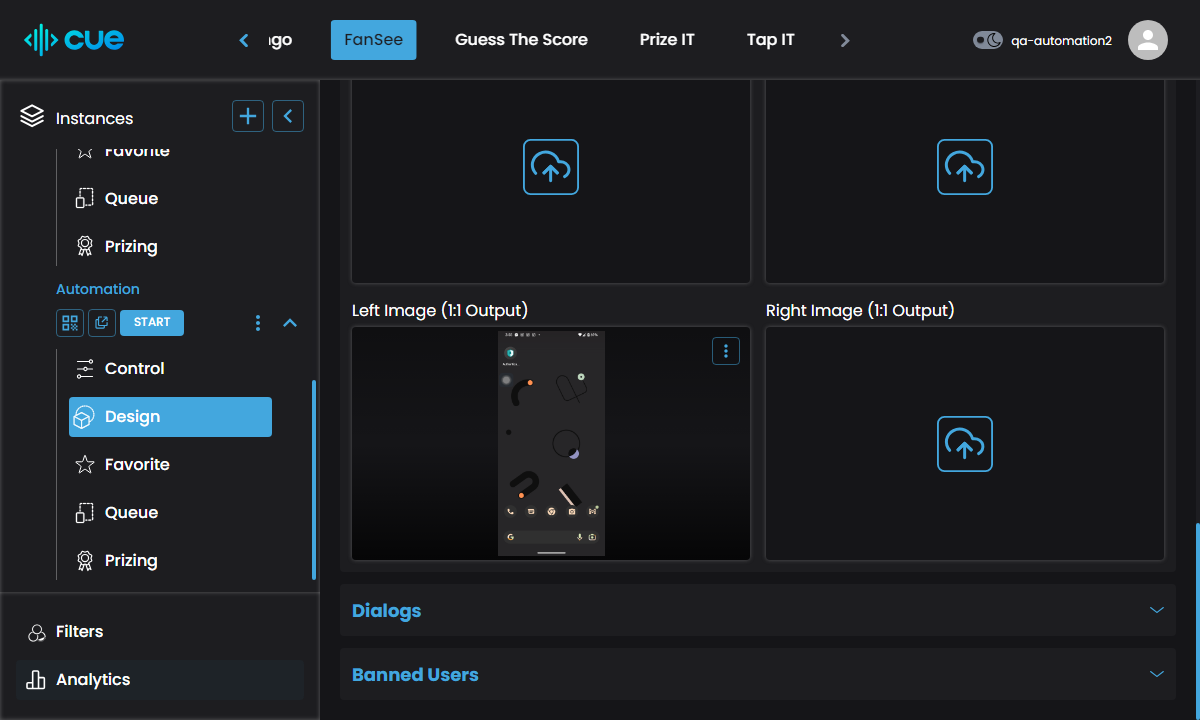 cue
ngo
FanSee
Guess The Score
Prize IT
Tap IT
qa-automation2
Instances
Favorite
Queue
Prizing
Automation
START
Control
Design
Favorite
Queue
Prizing
Filters
Analytics
Left Image (1:1 Output)
Right Image (1:1 Output)
Dialogs
Banned Users